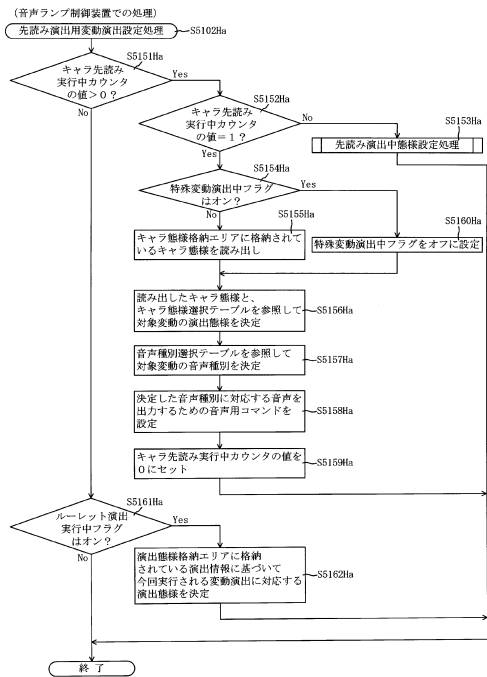 (音声ランプ制御装置での処理)
先読み演出用変動演出設定処理
S5102Ha
S5151Ha
キャラ先読み
実行中カウンタ
の値>0?
Yes
No
S5152Ha
キャラ先読み
実行中カウンタ
の値=1?
No
Yes
S5153Ha
先読み演出中態様設定処理
S5154Ha
特殊変動演出中フラグ
はオン?
Yes
No
S5155Ha
キャラ態様格納エリアに格納されて
いるキャラ態様を読み出し
S5160Ha
特殊変動演出中フラグをオフに設定
読み出したキャラ態様と、
キャラ態様選択テーブルを参照して
対象変動の演出態様を決定
S5156Ha
音声種別選択テーブルを参照して
対象変動の音声種別を決定
S5157Ha
決定した音声種別に対応する音声を
出力するための音声用コマンドを
設定
S5158Ha
キャラ先読み実行中カウンタの値を
0にセット
S5159Ha
S5161Ha
ルーレット演出
実行中フラグ
はオン?
Yes
No
演出態様格納エリアに格納
されている演出情報に基づいて
今回実行される変動演出に対応する
演出態様を決定
S5162Ha
終了